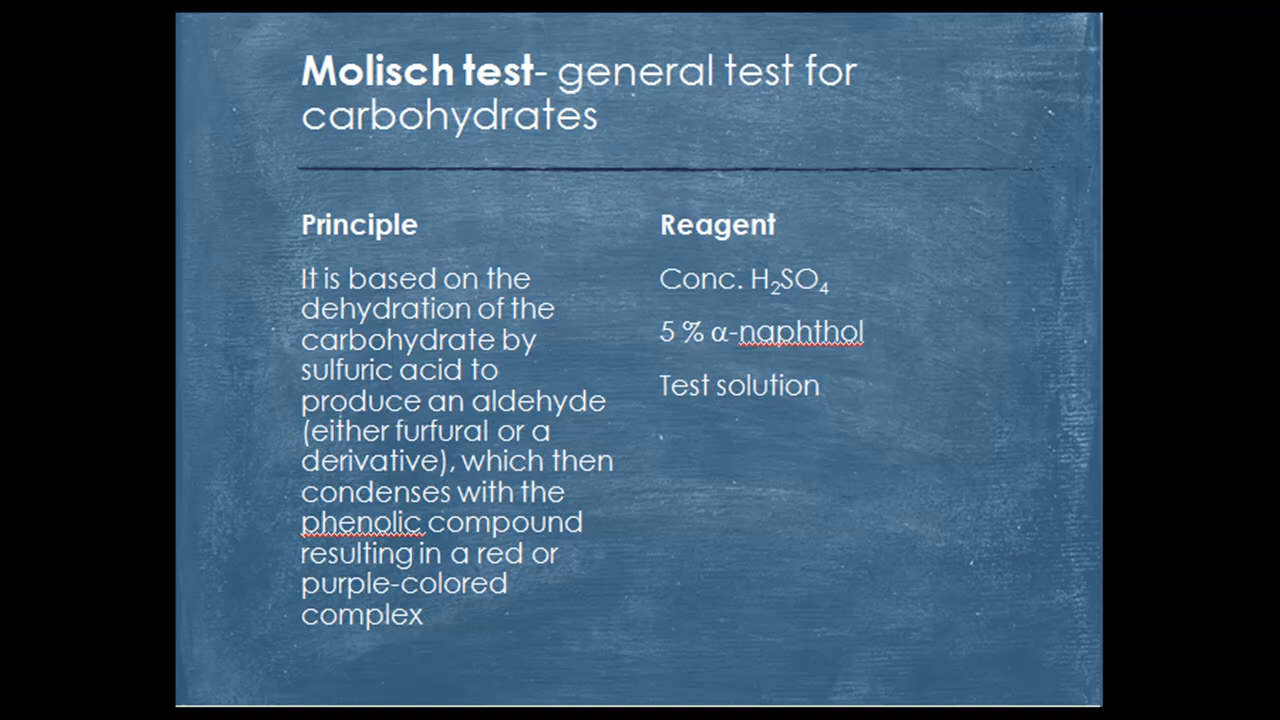 Molisch test- general test for
carbohydrates
Principle
It is based on the
dehydration of the
carbohydrate by
sulfuric acid to
produce an aldehyde
(either furfural or a
derivative), which then
condenses with the
phenolic compound
resulting in a red or
purple-colored
complex
Reagent
Conc. H₂SO₄
5 % α-naphthol
Test solution